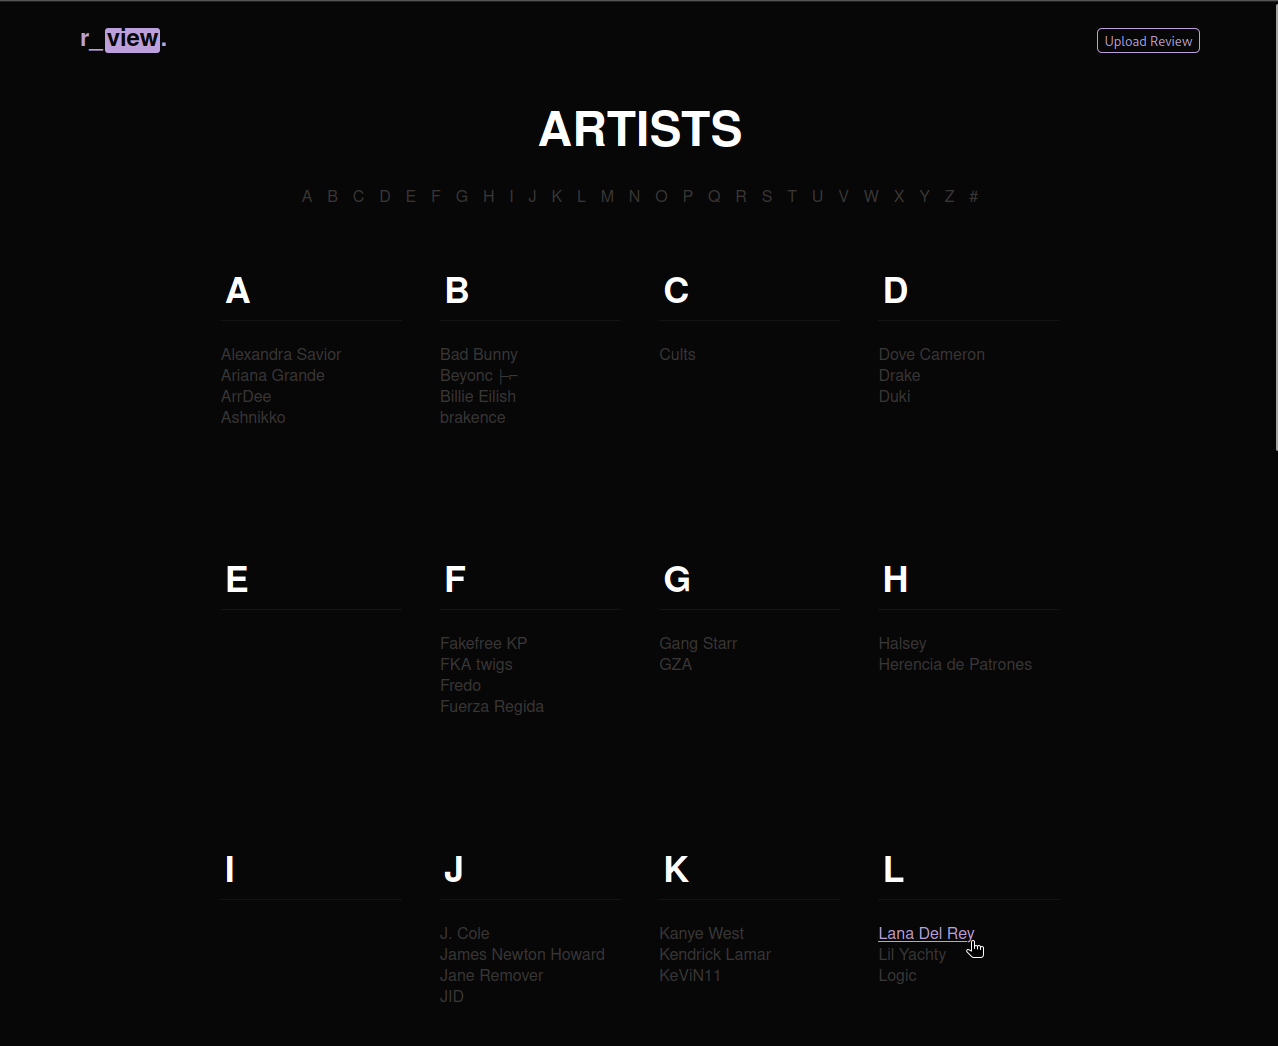 r_view.
Upload Review
ARTISTS
A B C D E F G H I J K L M N O P Q R S T U V W X Y Z #
A
Alexandra Savior
Ariana Grande
ArrDee
Ashnikko
B
Bad Bunny
Beyonc ├⌐
Billie Eilish
brakence
C
Cults
D
Dove Cameron
Drake
Duki
E
F
Fakefree KP
FKA twigs
Fredo
Fuerza Regida
G
Gang Starr
GZA
H
Halsey
Herencia de Patrones
I
J
J. Cole
James Newton Howard
Jane Remover
JID
K
Kanye West
Kendrick Lamar
KeViN11
L
Lana Del Rey
Lil Yachty
Logic